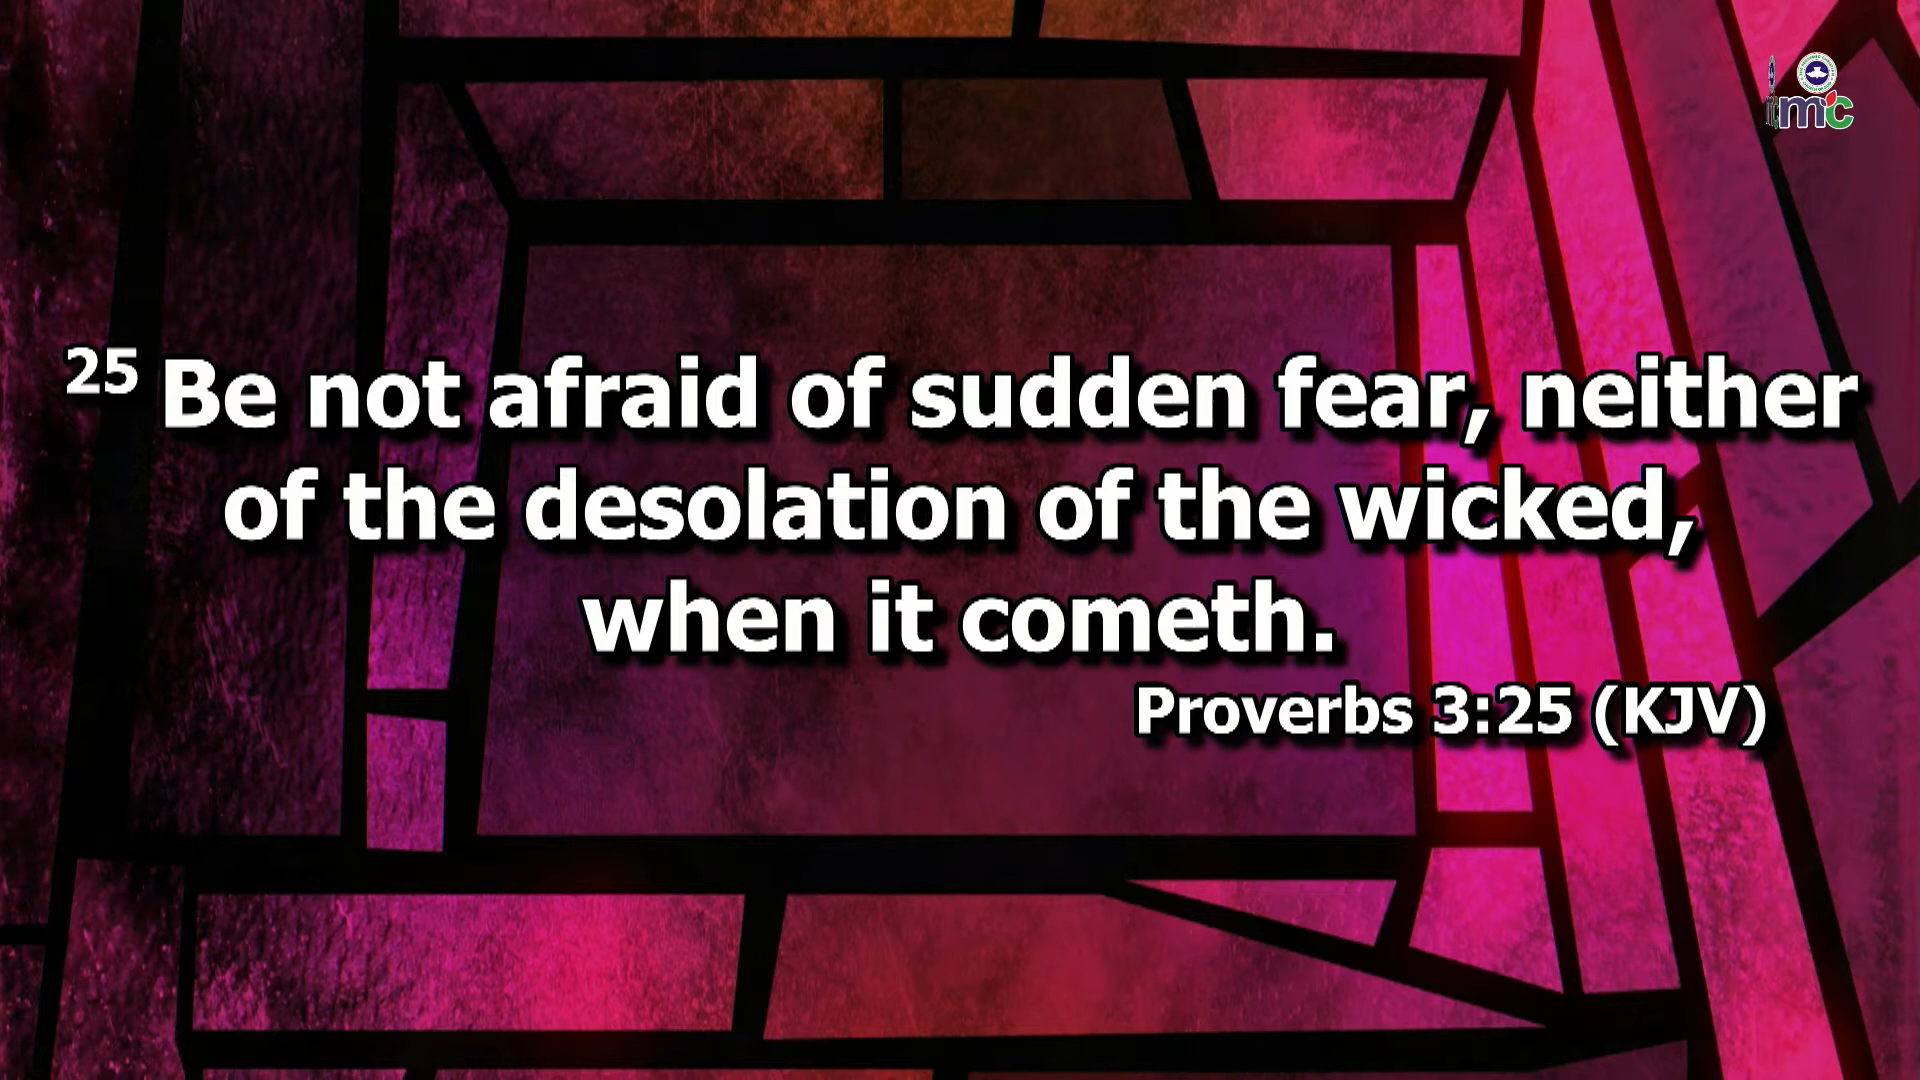 25 Be not afraid of sudden fear, neither
of the desolation of the wicked,
when it cometh.
Proverbs 3:25 (KJV)
mc